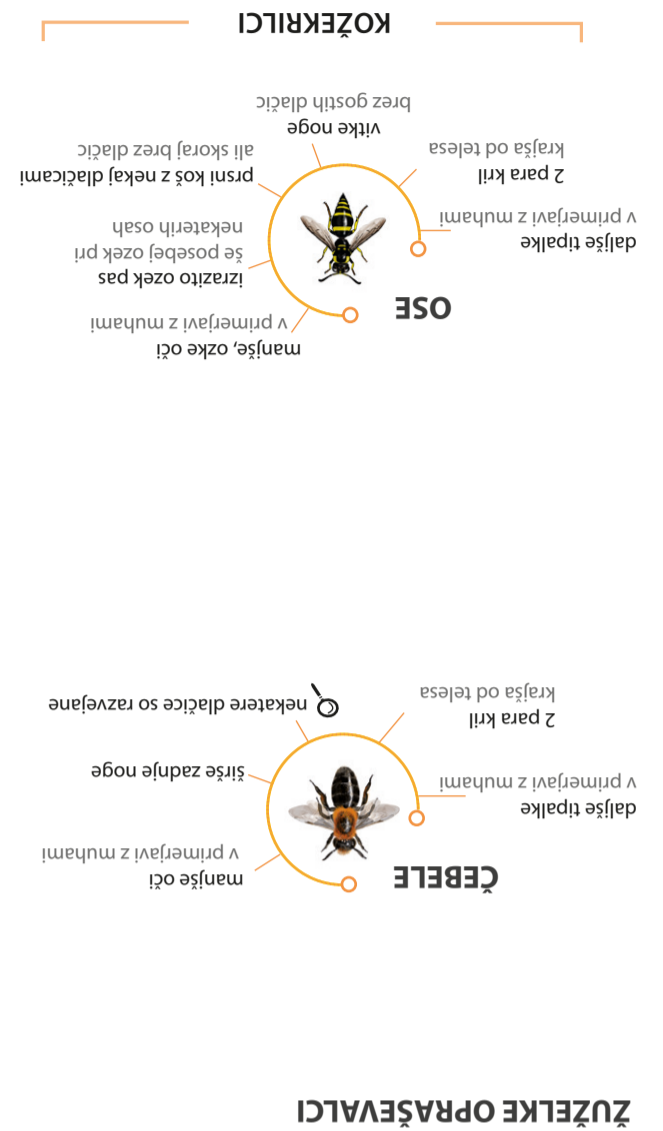 ŽUŽELKE OPRAŠEVALCI
ČEBELE
manjše oči
v primerjavi z muhami
daljše tipalke
v primerjavi z muhami
širše zadnje noge
2 para kril
krajša od telesa
nekatere dlačice so razvejane
OSE
manjše, ozke oči
v primerjavi z muhami
daljše tipalke
v primerjavi z muhami
izrazito ozek pas
še posebej ozek pri
nekaterih osah
2 para kril
krajša od telesa
prsni koš z nekaj dlačicami
ali skoraj brez dlačic
vitke noge
brez gostih dlačic
KOŽEKRILCI